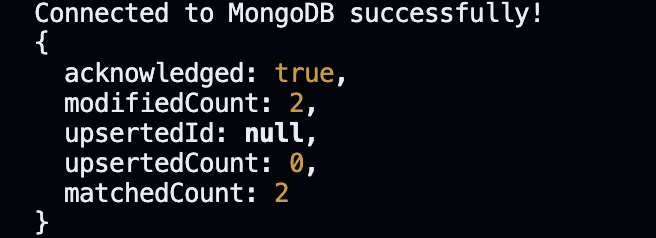 Connected to MongoDB successfully!
{
  acknowledged: true,
  modifiedCount: 2,
  upsertedId: null,
  upsertedCount: 0,
  matchedCount: 2
}